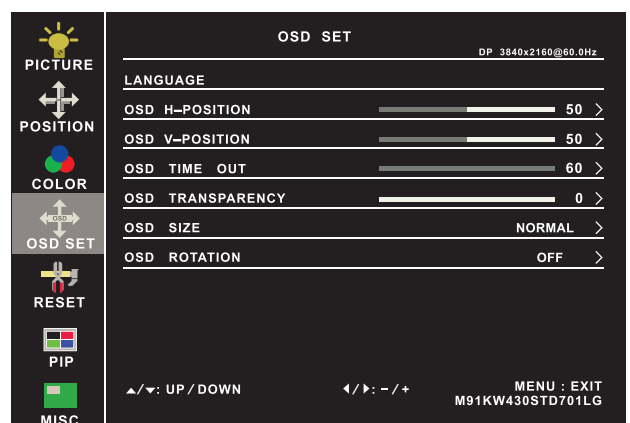 OSD SET
DP 3840x2160@60.0Hz
PICTURE
POSITION
COLOR
OSD
OSD SET
RESET
PIP
MISC
LANGUAGE
OSD H-POSITION 50 >
OSD V-POSITION 50 >
OSD TIME OUT 60 >
OSD TRANSPARENCY 0 >
OSD SIZE NORMAL >
OSD ROTATION OFF >
▲/▼: UP/DOWN ◀/▶: -/+ MENU : EXIT
M91KW430STD701LG